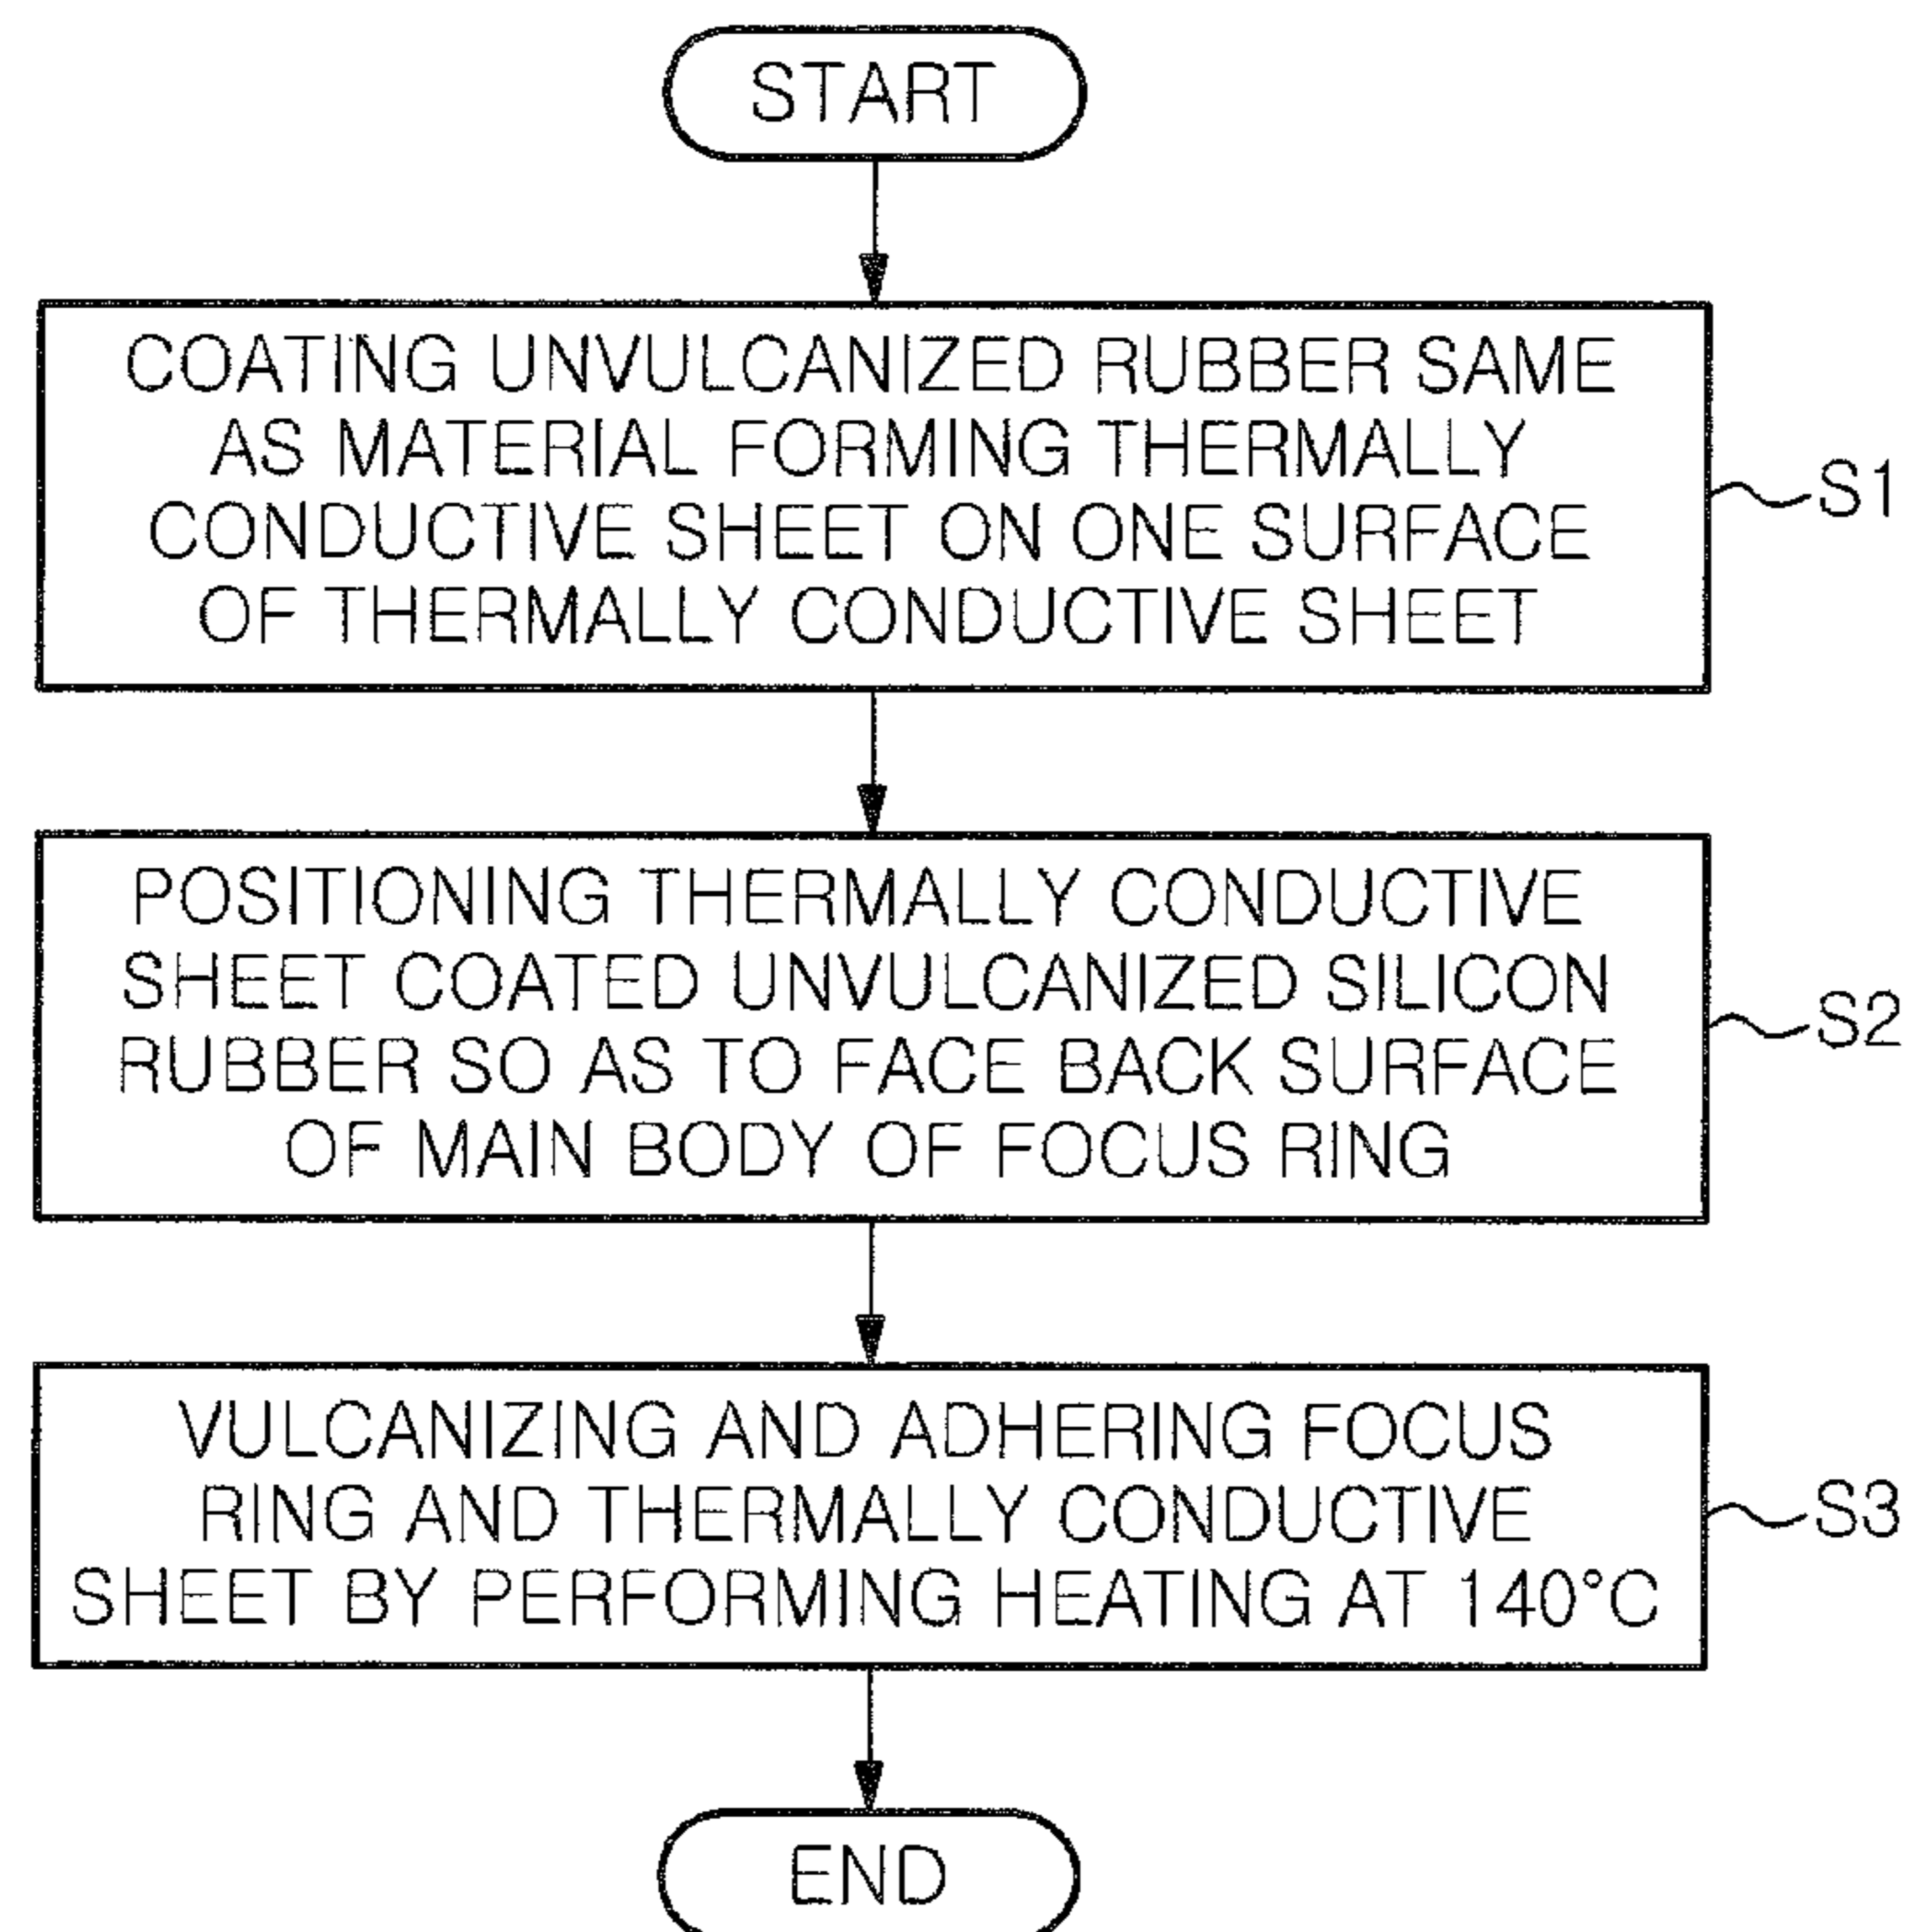 START
COATING UNVULCANIZED RUBBER SAME
AS MATERIAL FORMING THERMALLY
CONDUCTIVE SHEET ON ONE SURFACE
OF THERMALLY CONDUCTIVE SHEET
S1
POSITIONING THERMALLY CONDUCTIVE
SHEET COATED UNVULCANIZED SILICON
RUBBER SO AS TO FACE BACK SURFACE
OF MAIN BODY OF FOCUS RING
S2
VULCANIZING AND ADHERING FOCUS
RING AND THERMALLY CONDUCTIVE
SHEET BY PERFORMING HEATING AT 140°C
S3
END